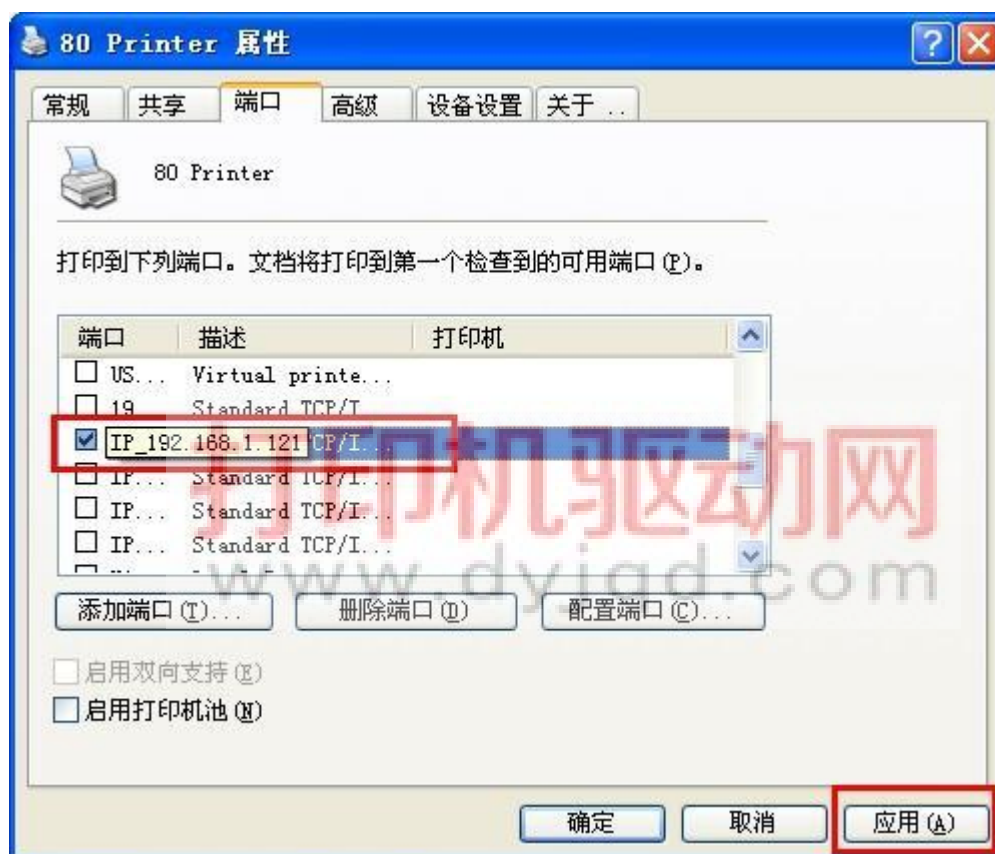 80 Printer 属性
常规 共享 端口 高级 设备设置 关于 ..
80 Printer
打印到下列端口。文档将打印到第一个检查到的可用端口(P)。
端口 描述 打印机
US... Virtual printe...
19... Standard TCP/I...
IP_192.168.1.121 TCP/I...
IP... Standard TCP/I...
IP... Standard TCP/I...
IP... Standard TCP/I...
打印机驱动网
www.dyjqd.com
添加端口(T)... 删除端口(D) 配置端口(C)...
启用双向支持(E)
启用打印机池(N)
确定 取消 应用(A)